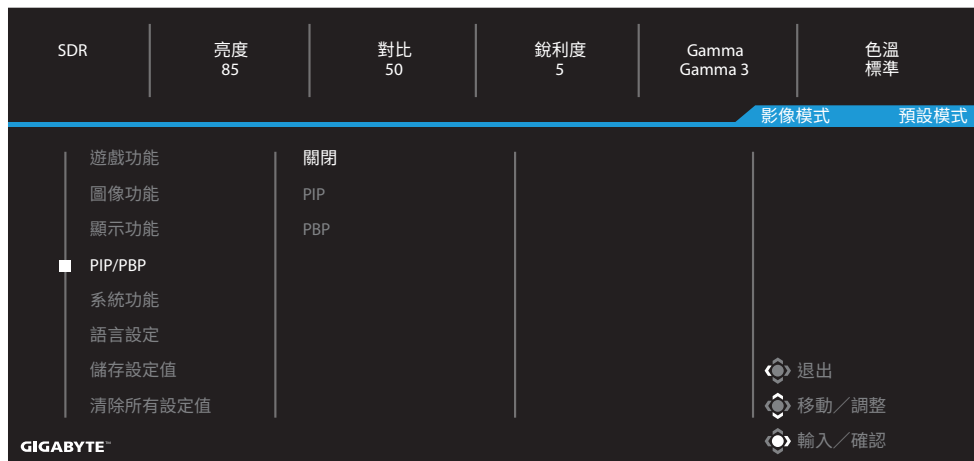 SDR 亮度 對比 銳利度 Gamma 色溫
85 50 5 Gamma 3 標準
影像模式 預設模式
遊戲功能 關閉
圖像功能 PIP
顯示功能 PBP
PIP/PBP
系統功能
語言設定
儲存設定值 退出
清除所有設定值 移動／調整
GIGABYTE™ 輸入／確認